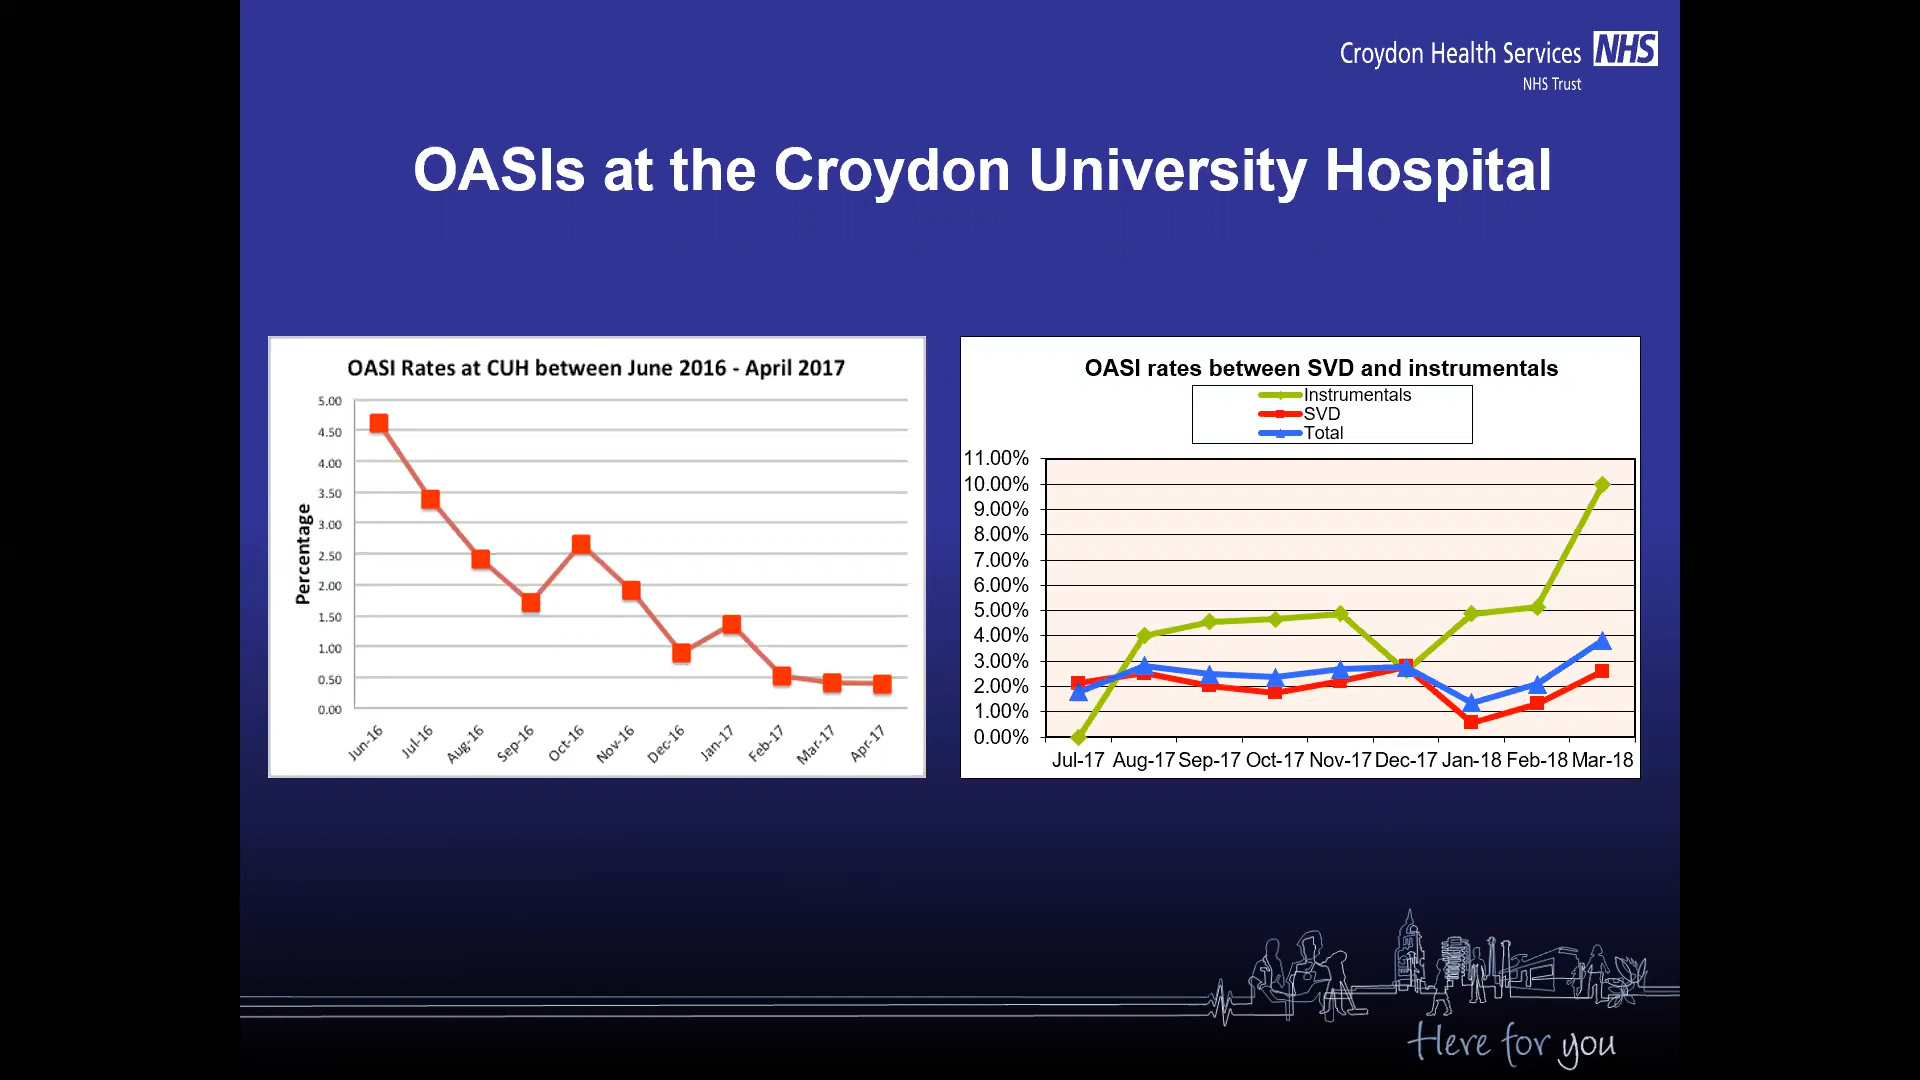 Croydon Health Services NHS
NHS Trust
OASIs at the Croydon University Hospital
OASI Rates at CUH between June 2016 - April 2017
Percentage
5.00
4.50
4.00
3.50
3.00
2.50
2.00
1.50
1.00
0.50
0.00
Jun-16 Jul-16 Aug-16 Sep-16 Oct-16 Nov-16 Dec-16 Jan-17 Feb-17 Mar-17 Apr-17
OASI rates between SVD and instrumentals
Instrumentals
SVD
Total
11.00%
10.00%
9.00%
8.00%
7.00%
6.00%
5.00%
4.00%
3.00%
2.00%
1.00%
0.00%
Jul-17 Aug-17 Sep-17 Oct-17 Nov-17 Dec-17 Jan-18 Feb-18 Mar-18
Here for you